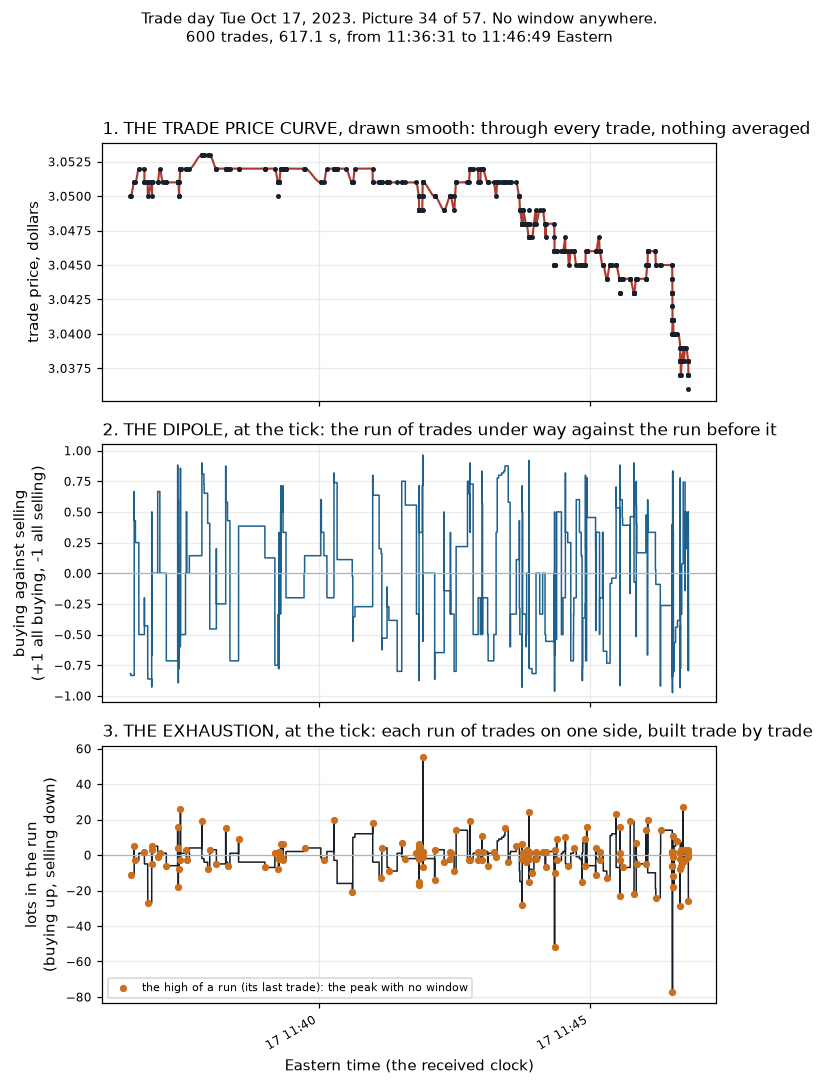 Trade day Tue Oct 17, 2023. Picture 34 of 57. No window anywhere.
600 trades, 617.1 s, from 11:36:31 to 11:46:49 Eastern
1. THE TRADE PRICE CURVE, drawn smooth: through every trade, nothing averaged
3.0525
3.0500
3.0475
3.0450
3.0425
3.0400
3.0375
trade price, dollars
2. THE DIPOLE, at the tick: the run of trades under way against the run before it
1.00
0.75
0.50
0.25
0.00
−0.25
−0.50
−0.75
−1.00
buying against selling
(+1 all buying, -1 all selling)
3. THE EXHAUSTION, at the tick: each run of trades on one side, built trade by trade
60
40
20
0
−20
−40
−60
−80
lots in the run
(buying up, selling down)
the high of a run (its last trade): the peak with no window
17 11:40
17 11:45
Eastern time (the received clock)